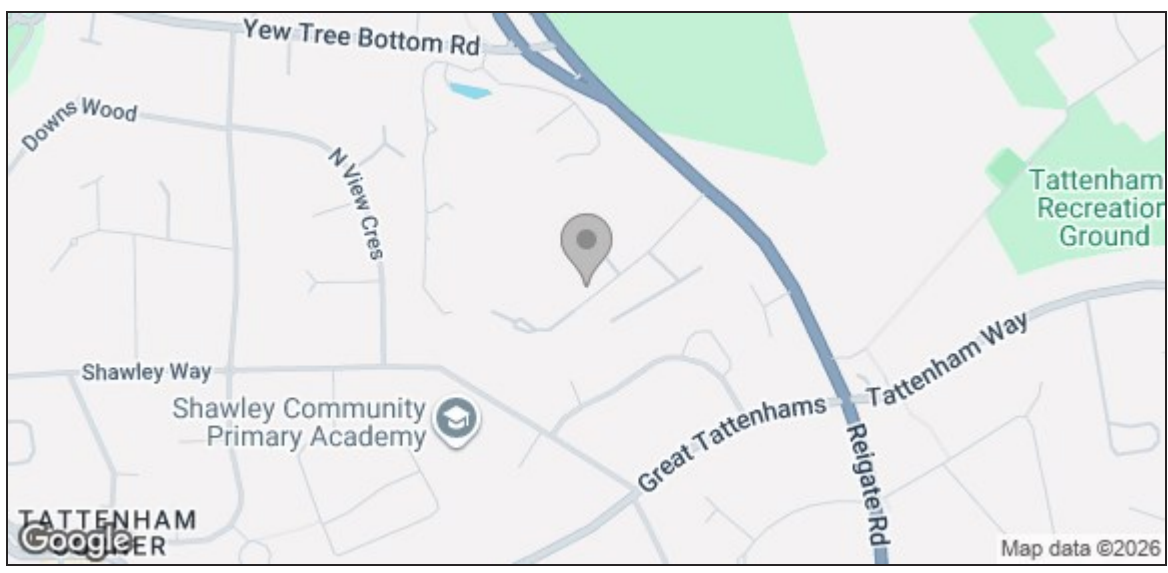 Yew Tree Bottom Rd
Downs Wood
N View Cres
Tattenham
Recreation
Ground
Tattenham Way
Shawley Way
Shawley Community
Primary Academy
Great Tattenhams
Reigate Rd
TATTENHAM
Google
Map data ©2026